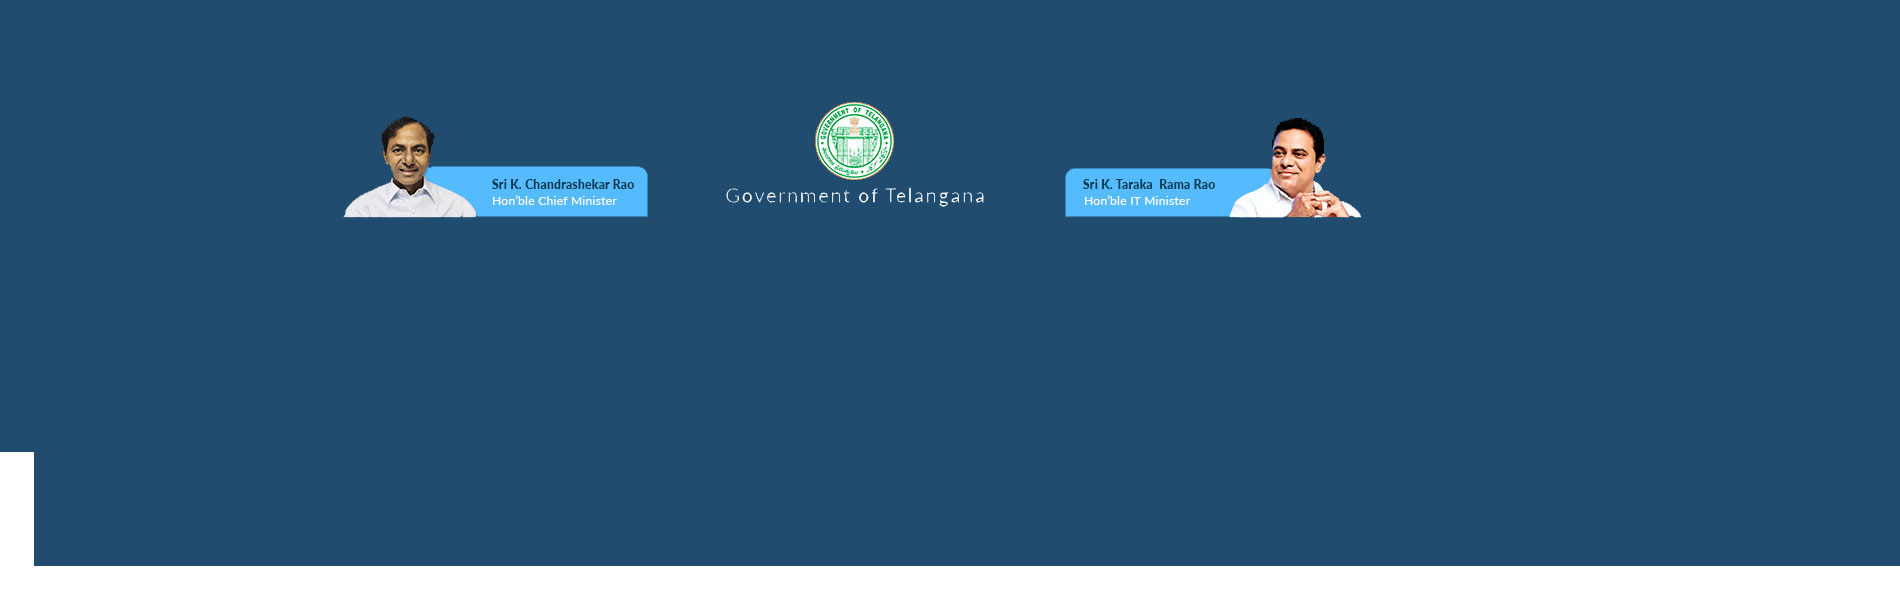 GOVERNMENT OF TELANGANA
Sri K. Chandrashekar Rao
Hon'ble Chief Minister
Government of Telangana
Sri K. Taraka  Rama Rao
Hon'ble IT Minister